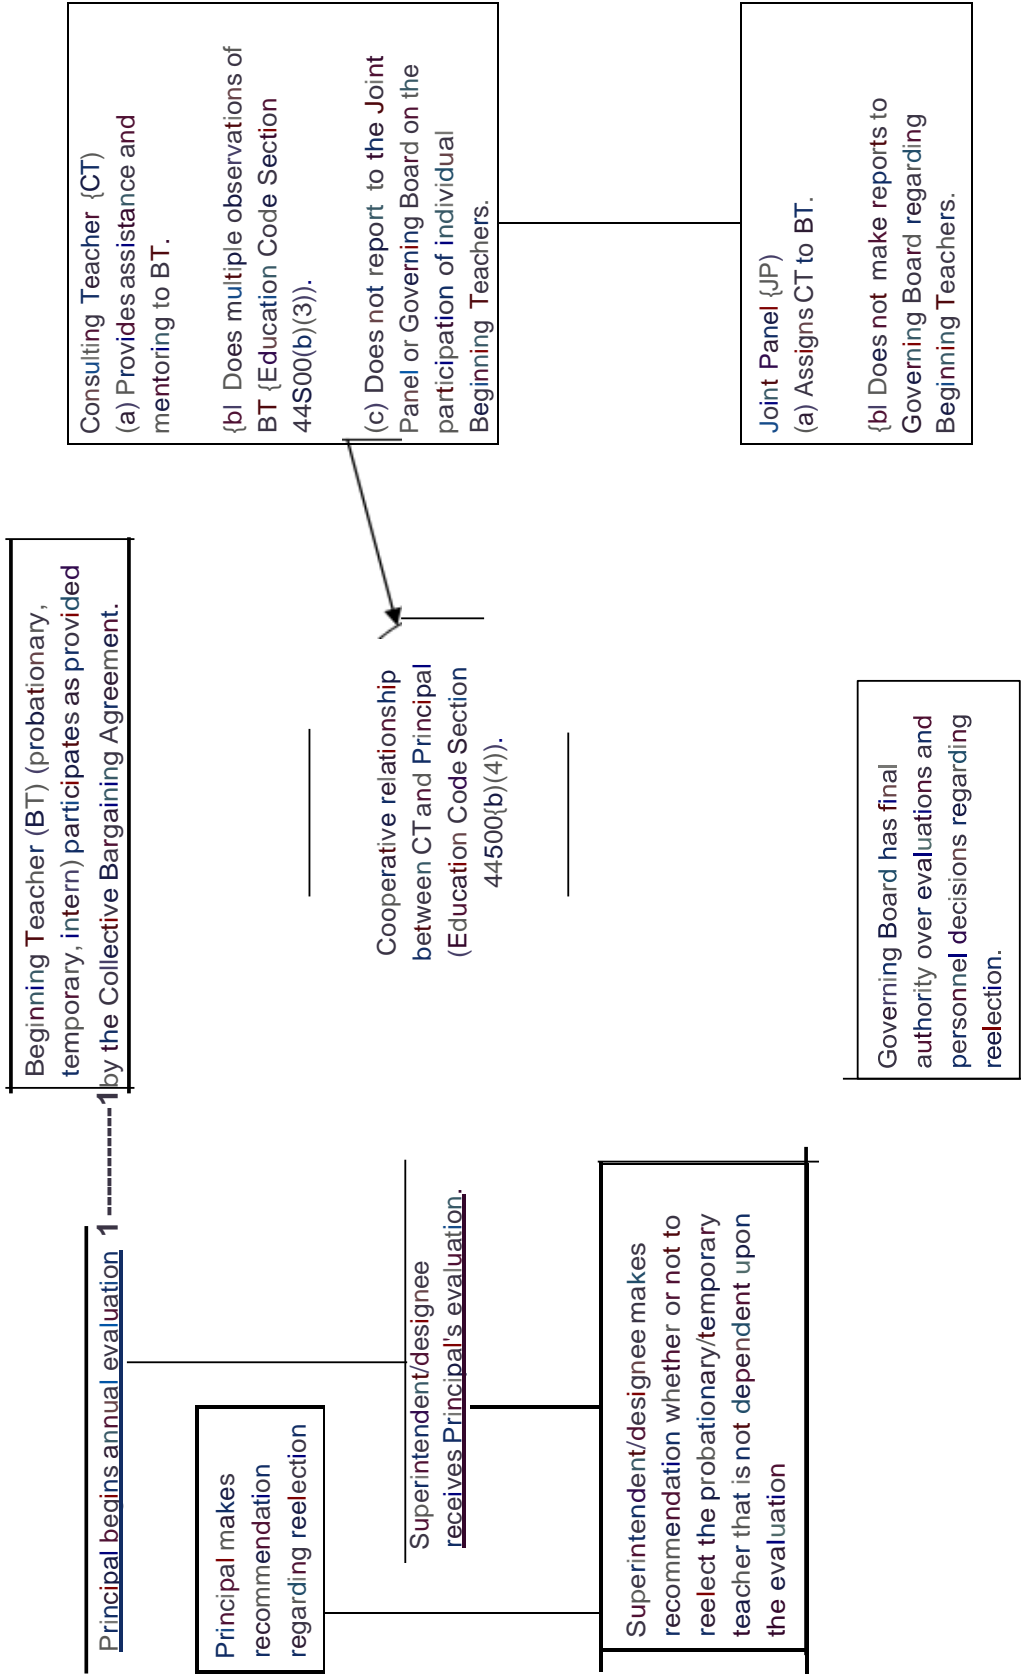 Beginning Teacher (BT) (probationary,
temporary, intern) participates as provided
by the Collective Bargaining Agreement.
Principal begins annual evaluation 1 ------------1
Consulting Teacher {CT)
(a) Provides assistance and
mentoring to BT.
{bl Does multiple observations of
BT {Education Code Section
44S00(b)(3)).
(c) Does not report to the Joint
Panel or Governing Board on the
participation of individual
Beginning Teachers.
Principal makes
recommendation
regarding reelection
Cooperative relationship
between CT and Principal
(Education Code Section
44500{b)(4)).
Superintendent/designee
receives Principal's evaluation.
Superintendent/designee makes
recommendation whether or not to
reelect the probationary/temporary
teacher that is not dependent upon
the evaluation
Joint Panel {JP)
(a) Assigns CT to BT.
{bl Does not make reports to
Governing Board regarding
Beginning Teachers.
Governing Board has final
authority over evaluations and
personnel decisions regarding
reelection.